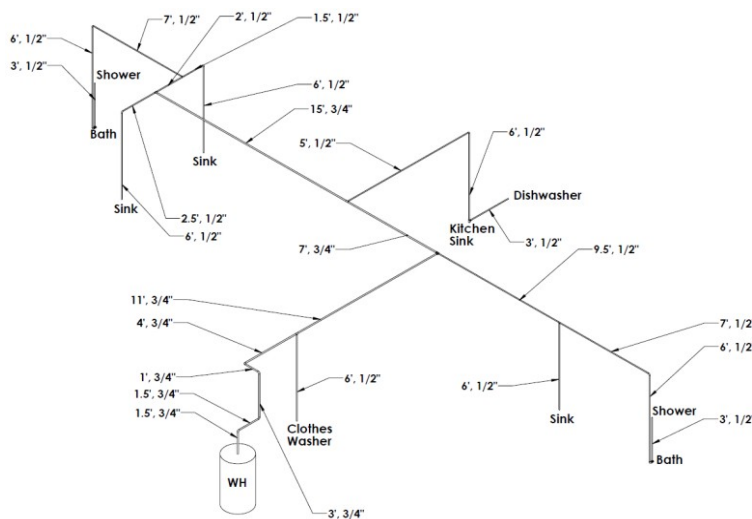 7', 1/2"
2', 1/2"
1.5', 1/2"
6', 1/2"
3', 1/2"
Shower
Bath
6', 1/2"
15', 3/4"
Sink
5', 1/2"
6', 1/2"
Dishwasher
Kitchen
Sink
3', 1/2"
Sink
2.5', 1/2"
6', 1/2"
7', 3/4"
9.5', 1/2"
11', 3/4"
4', 3/4"
7', 1/2
6', 1/2
1', 3/4"
6', 1/2"
6', 1/2"
1.5', 3/4"
1.5', 3/4"
Clothes
Washer
Sink
Shower
3', 1/2
Bath
WH
3', 3/4"